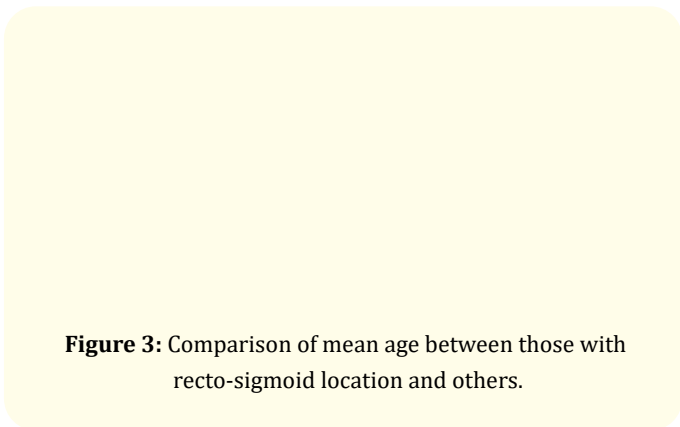 Figure 3: Comparison of mean age between those with
recto-sigmoid location and others.